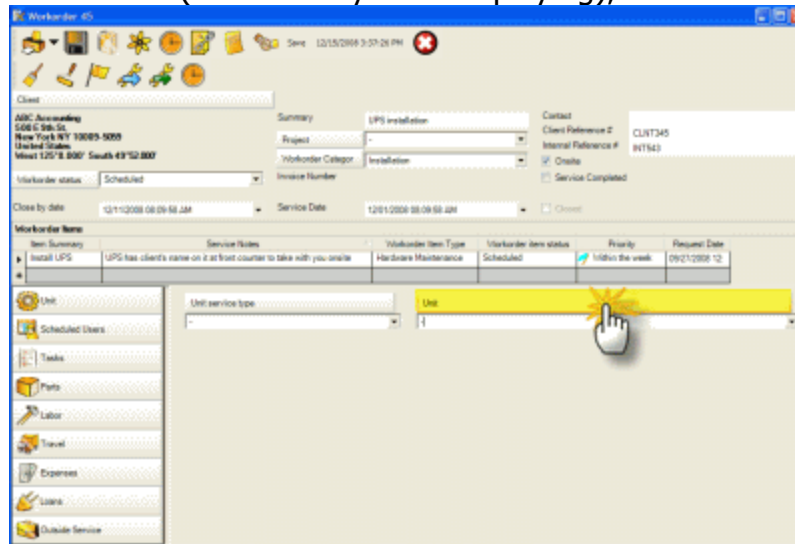 Workorder 45
Save 12/15/2008 3:37:26 PM
Client
ABC Accounting
500 E 9th St.
New York NY 10009-5099
United States
West 125°8.000' South 49°52.000'
Summary UPS installation
Project -
Workorder Categor Installation
Invoice Number
Contact
Client Reference # CLNT345
Internal Reference # INT543
Onsite
Service Completed
Workorder status Scheduled
Close by date 12/11/2008 08:09:58 AM Service Date 12/01/2008 08:09:58 AM Closed
Workorder Items
Item Summary Service Notes Workorder Item Type Workorder item status Priority Request Date
Install UPS UPS has client's name on it at front counter to take with you onsite Hardware Maintenance Scheduled Within the week 09/27/2008 12
Unit Unit service type Unit
- -
Scheduled Users
Tasks
Parts
Labor
Travel
Expenses
Loans
Outside Service